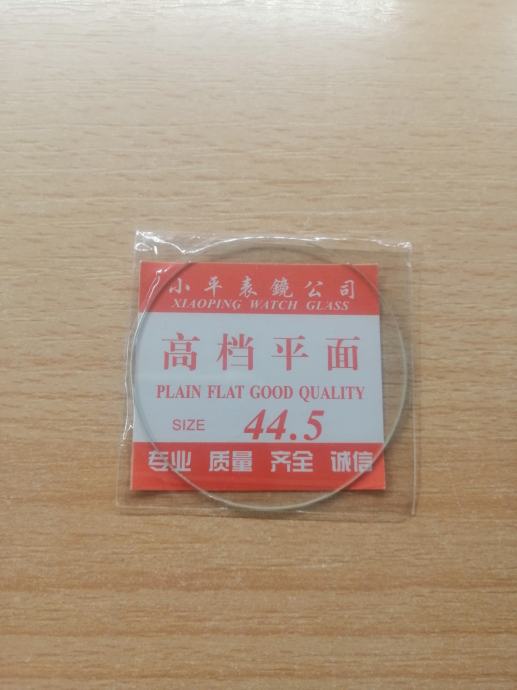 小平表鏡公司
XIAOPING WATCH GLASS
高档平面
PLAIN FLAT GOOD QUALITY
SIZE 44.5
专业 质量 齐全 诚信